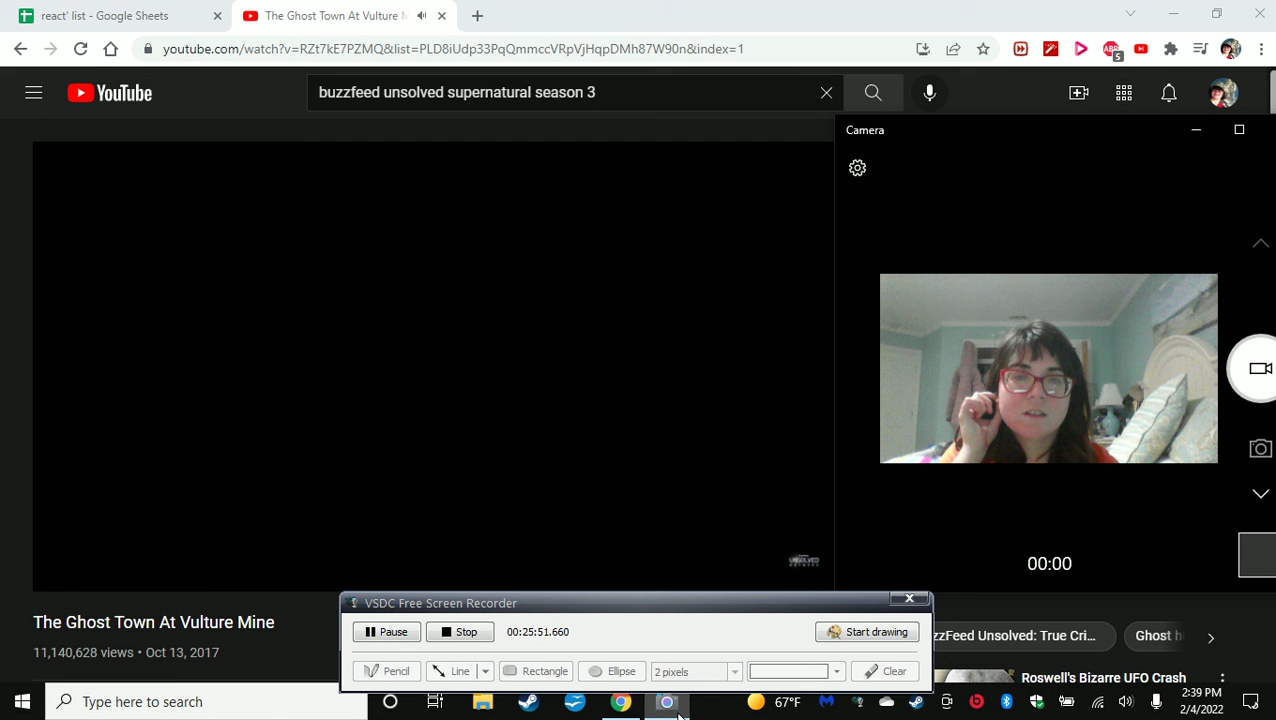 react' list - Google Sheets
The Ghost Town At Vulture M
youtube.com/watch?v=RZt7kE7PZMQ&list=PLD8iUdp33PqQmmccVRpVjHqpDMh87W90n&index=1
ABP
5
YouTube
buzzfeed unsolved supernatural season 3
Camera
00:00
UNSOLVED
NETWORK
The Ghost Town At Vulture Mine
11,140,628 views • Oct 13, 2017
VSDC Free Screen Recorder
Pause
Stop
00:25:51.660
Start drawing
Pencil
Line
Rectangle
Ellipse
2 pixels
Clear
zzFeed Unsolved: True Cri...
Ghost h
Roswell's Bizarre UFO Crash
Type here to search
67°F
2:39 PM
2/4/2022